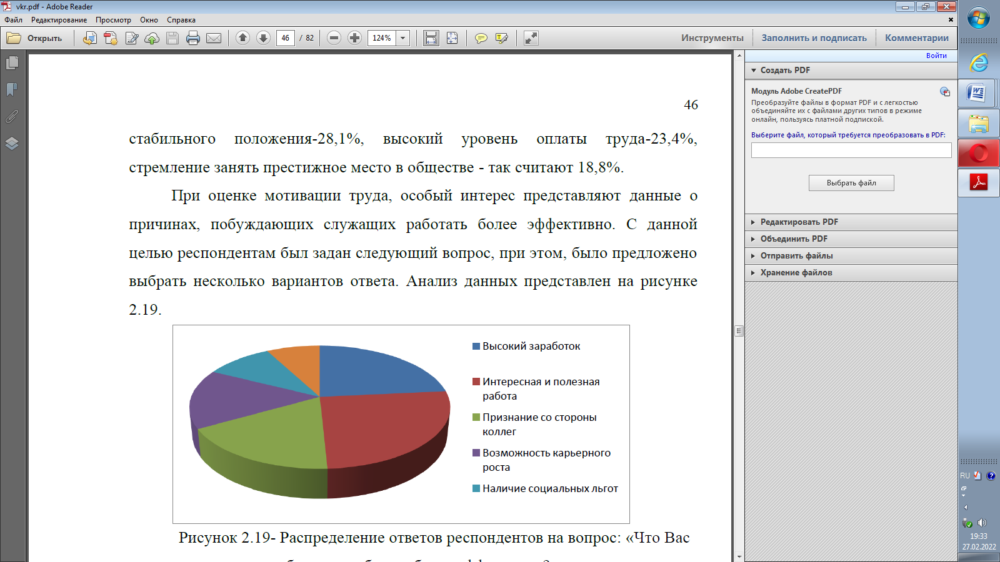 vkr.pdf - Adobe Reader
Файл Редактирование Просмотр Окно Справка
Открыть 46 / 82 124% Инструменты Заполнить и подписать Комментарии
Войти
Создать PDF
Модуль Adobe CreatePDF
Преобразуйте файлы в формат PDF и с легкостью
объединяйте их с файлами других типов в режиме
онлайн, пользуясь платной подпиской.
Выберите файл, который требуется преобразовать в PDF:
Выбрать файл
Редактировать PDF
Объединить PDF
Отправить файлы
Хранение файлов
46
стабильного положения-28,1%, высокий уровень оплаты труда-23,4%,
стремление занять престижное место в обществе - так считают 18,8%.
При оценке мотивации труда, особый интерес представляют данные о
причинах, побуждающих служащих работать более эффективно. С данной
целью респондентам был задан следующий вопрос, при этом, было предложено
выбрать несколько вариантов ответа. Анализ данных представлен на рисунке
2.19.
Высокий заработок
Интересная и полезная
работа
Признание со стороны
коллег
Возможность карьерного
роста
Наличие социальных льгот
Рисунок 2.19- Распределение ответов респондентов на вопрос: «Что Вас
RU
19:33
27.02.2022